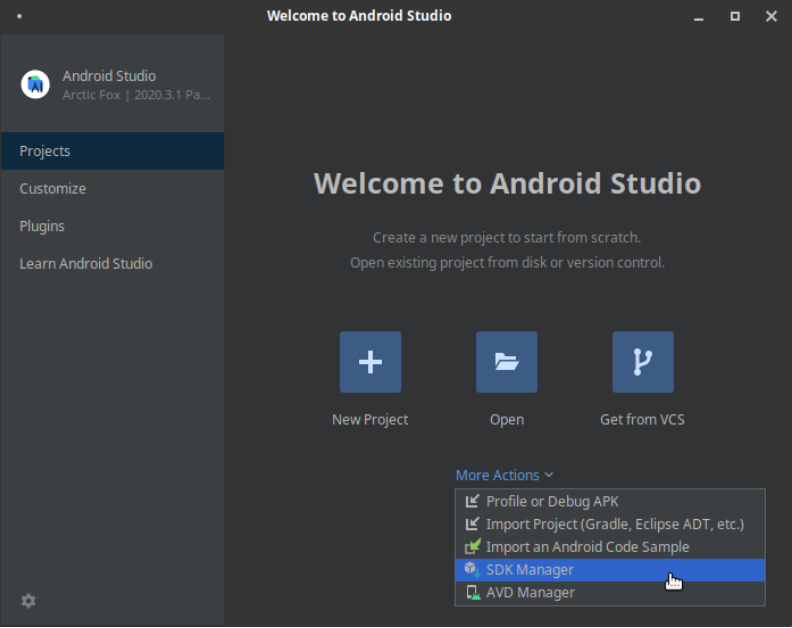 Welcome to Android Studio
Android Studio
Arctic Fox | 2020.3.1 Pa...
Projects
Customize
Plugins
Learn Android Studio
Welcome to Android Studio
Create a new project to start from scratch.
Open existing project from disk or version control.
New Project
Open
Get from VCS
More Actions
Profile or Debug APK
Import Project (Gradle, Eclipse ADT, etc.)
Import an Android Code Sample
SDK Manager
AVD Manager